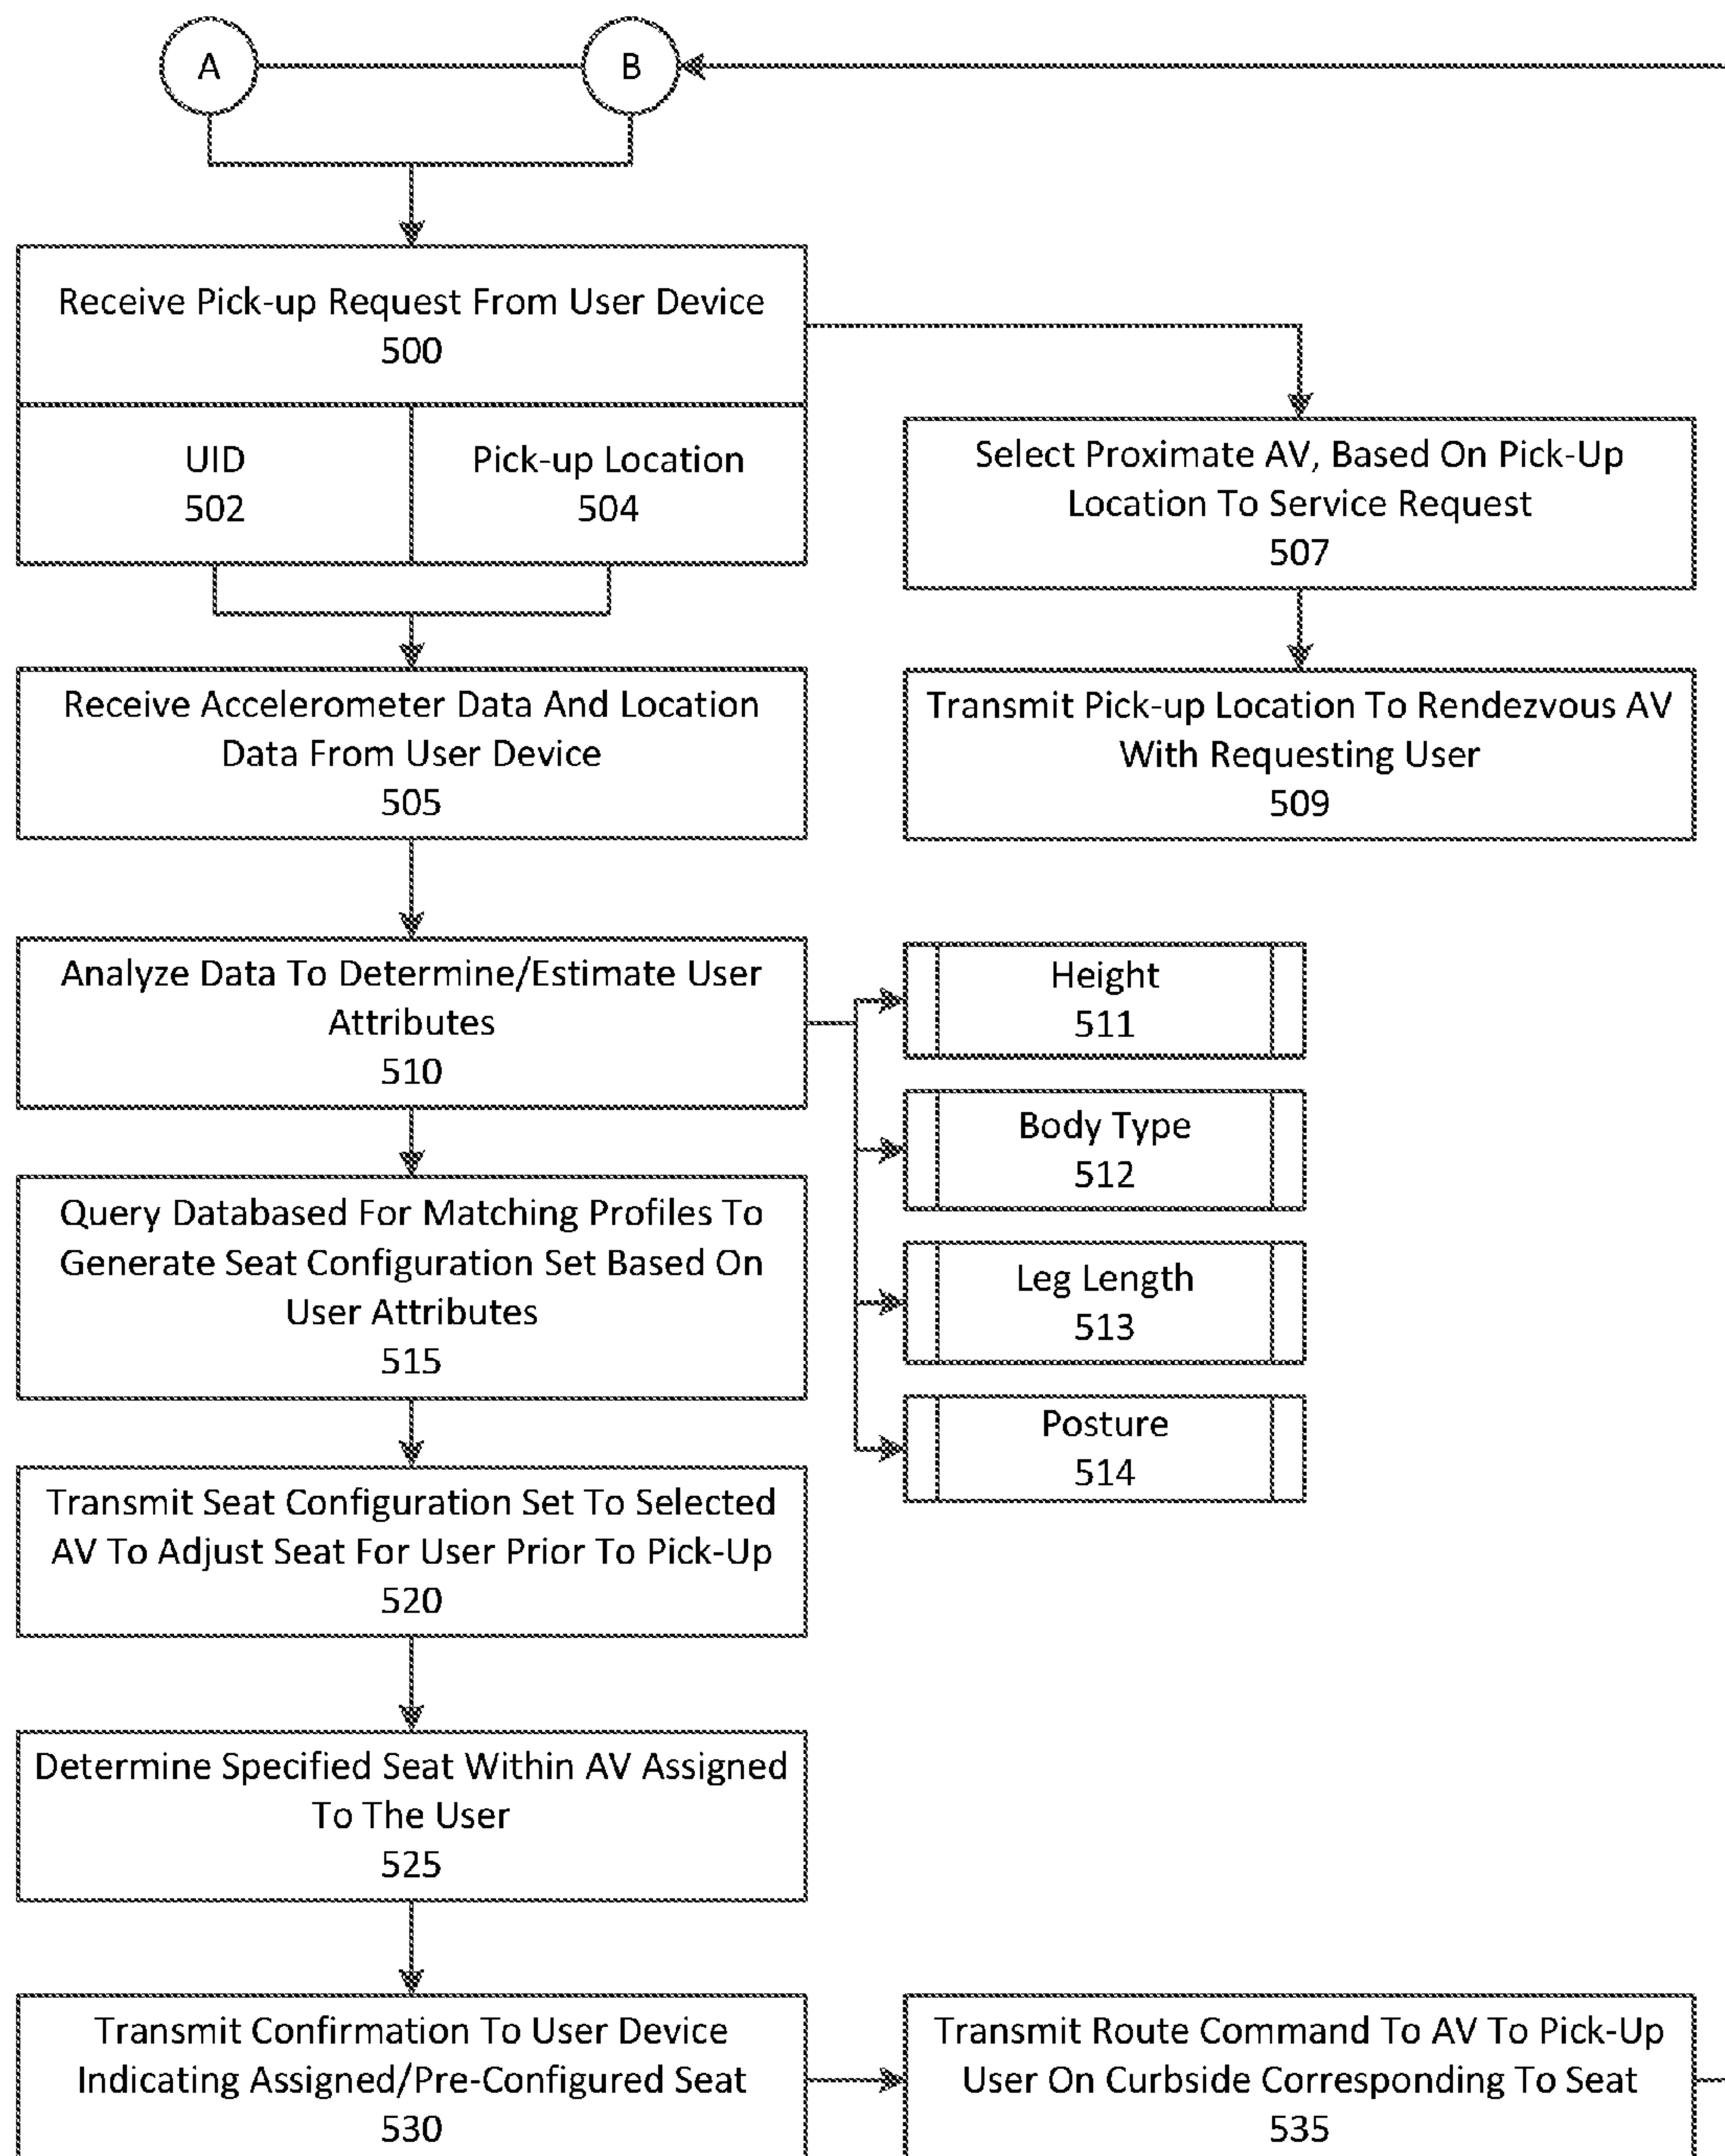 A
B
Receive Pick-up Request From User Device
500
UID
502
Pick-up Location
504
Select Proximate AV, Based On Pick-Up
Location To Service Request
507
Receive Accelerometer Data And Location
Data From User Device
505
Transmit Pick-up Location To Rendezvous AV
With Requesting User
509
Analyze Data To Determine/Estimate User
Attributes
510
Height
511
Body Type
512
Leg Length
513
Posture
514
Query Databased For Matching Profiles To
Generate Seat Configuration Set Based On
User Attributes
515
Transmit Seat Configuration Set To Selected
AV To Adjust Seat For User Prior To Pick-Up
520
Determine Specified Seat Within AV Assigned
To The User
525
Transmit Confirmation To User Device
Indicating Assigned/Pre-Configured Seat
530
Transmit Route Command To AV To Pick-Up
User On Curbside Corresponding To Seat
535